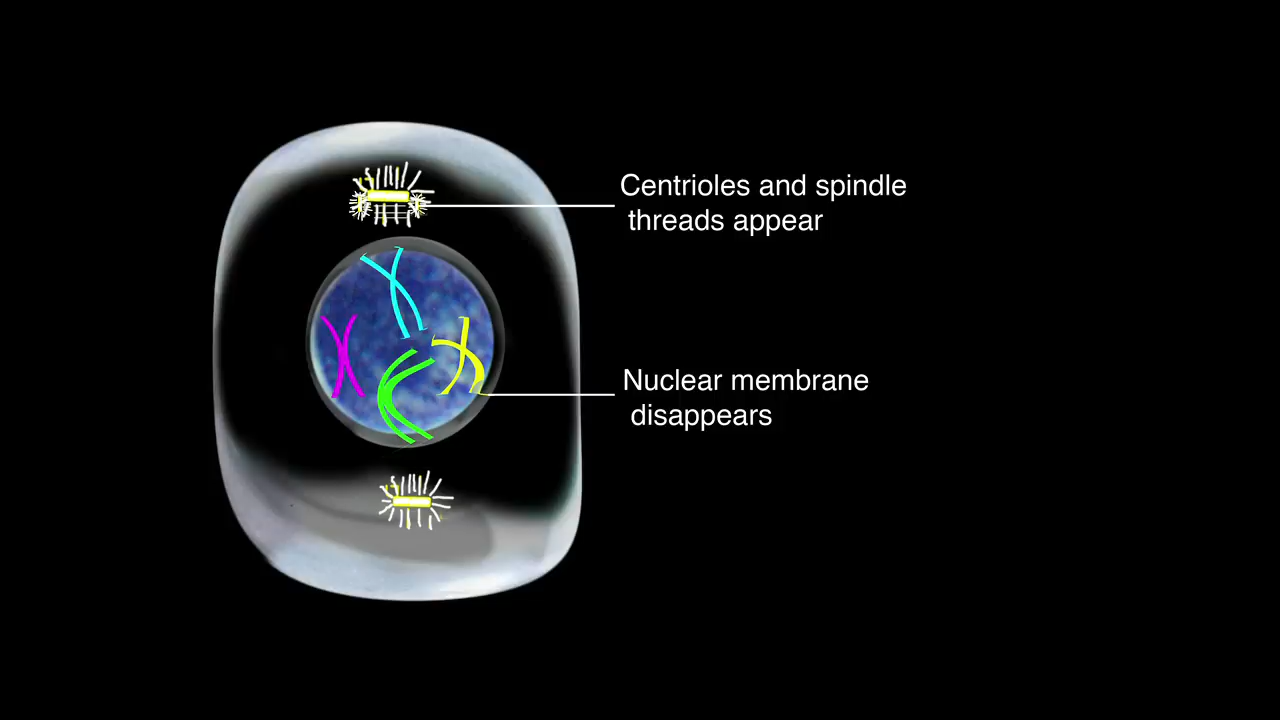 Centrioles and spindle
threads appear
Nuclear membrane
disappears